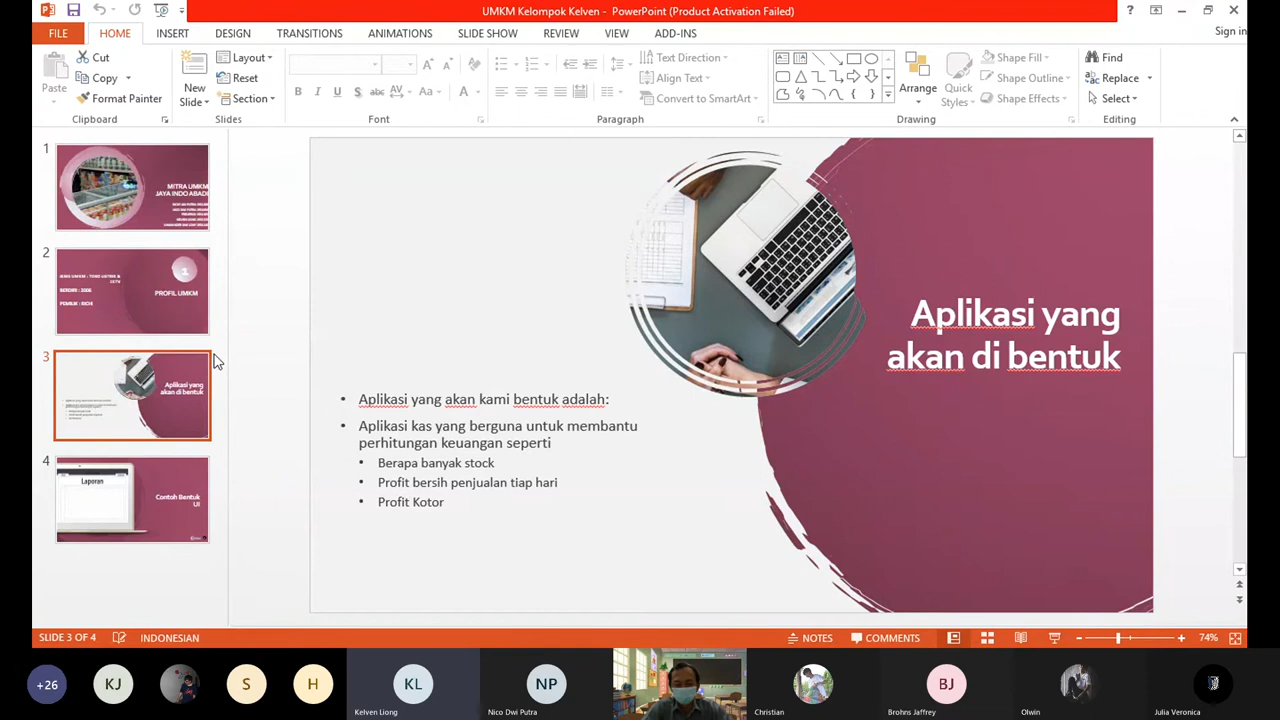 UMKM Kelompok Kelven - PowerPoint (Product Activation Failed)
FILE HOME INSERT DESIGN TRANSITIONS ANIMATIONS SLIDE SHOW REVIEW VIEW ADD-INS Sign in
Paste
Cut
Copy
Format Painter
Clipboard
New Slide
Layout
Reset
Section
Slides
Font
Text Direction
Align Text
Convert to SmartArt
Paragraph
Arrange
Quick Styles
Shape Fill
Shape Outline
Shape Effects
Drawing
Find
Replace
Select
Editing
1
MITRA UMKM
JAYA INDO ABADI
2
1
PROFIL UMKM
3
Aplikasi yang
akan di bentuk
4
Laporan
Contoh Bentuk
UI
Aplikasi yang
akan di bentuk
• Aplikasi yang akan kami bentuk adalah:
• Aplikasi kas yang berguna untuk membantu
perhitungan keuangan seperti
• Berapa banyak stock
• Profit bersih penjualan tiap hari
• Profit Kotor
SLIDE 3 OF 4 INDONESIAN NOTES COMMENTS 74%
+26 KJ S H KL NP BJ
Kelven Liong Nico Dwi Putra Christian Brohns Jaffrey Olwin Julia Veronica